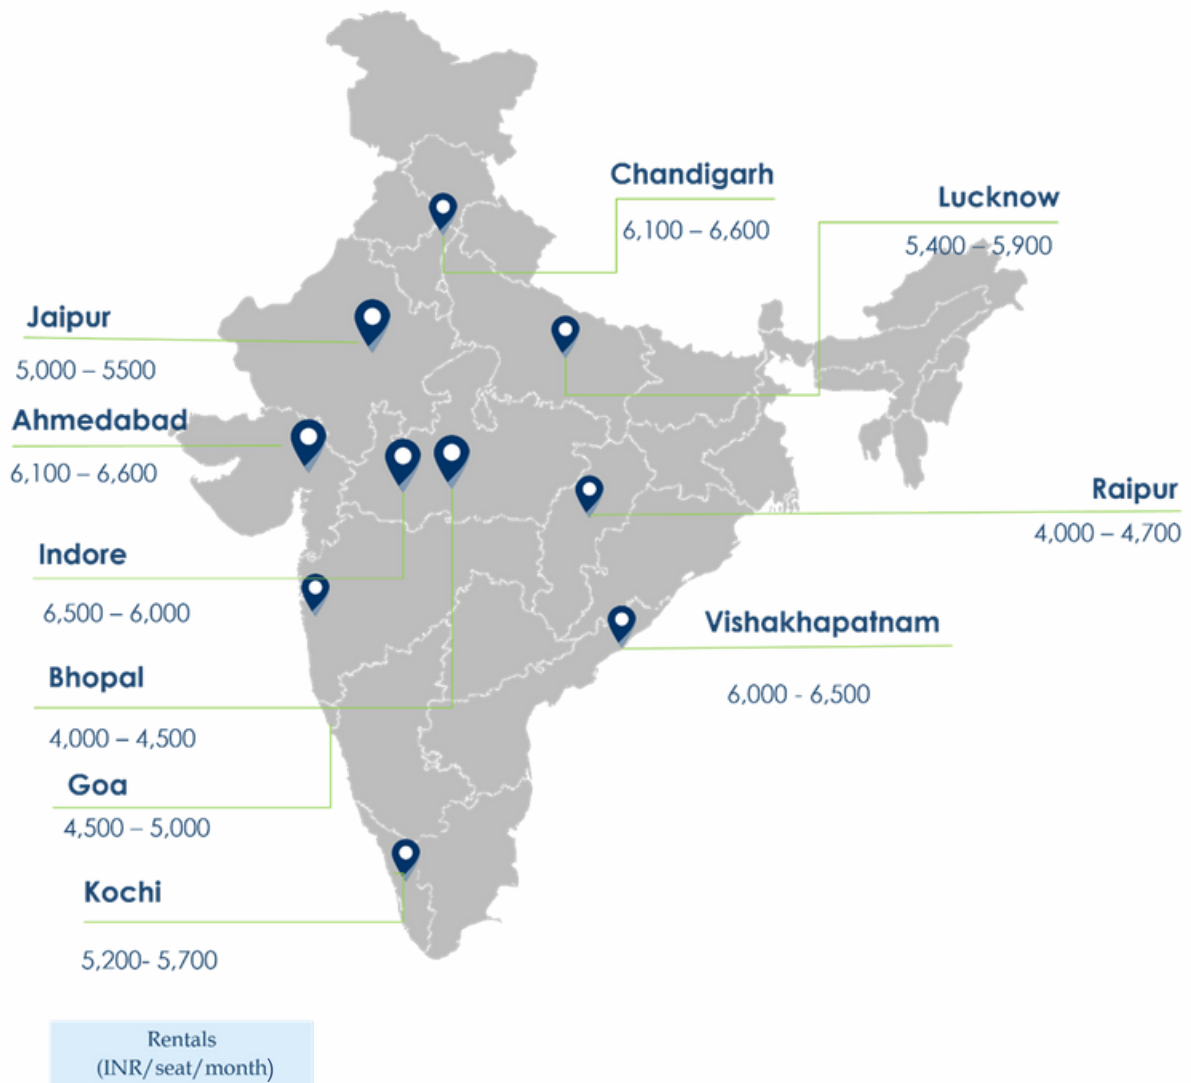 Chandigarh
6,100 – 6,600
Lucknow
5,400 – 5,900
Jaipur
5,000 – 5500
Ahmedabad
6,100 – 6,600
Raipur
4,000 – 4,700
Indore
6,500 – 6,000
Vishakhapatnam
6,000 - 6,500
Bhopal
4,000 – 4,500
Goa
4,500 – 5,000
Kochi
5,200- 5,700
Rentals
(INR/seat/month)